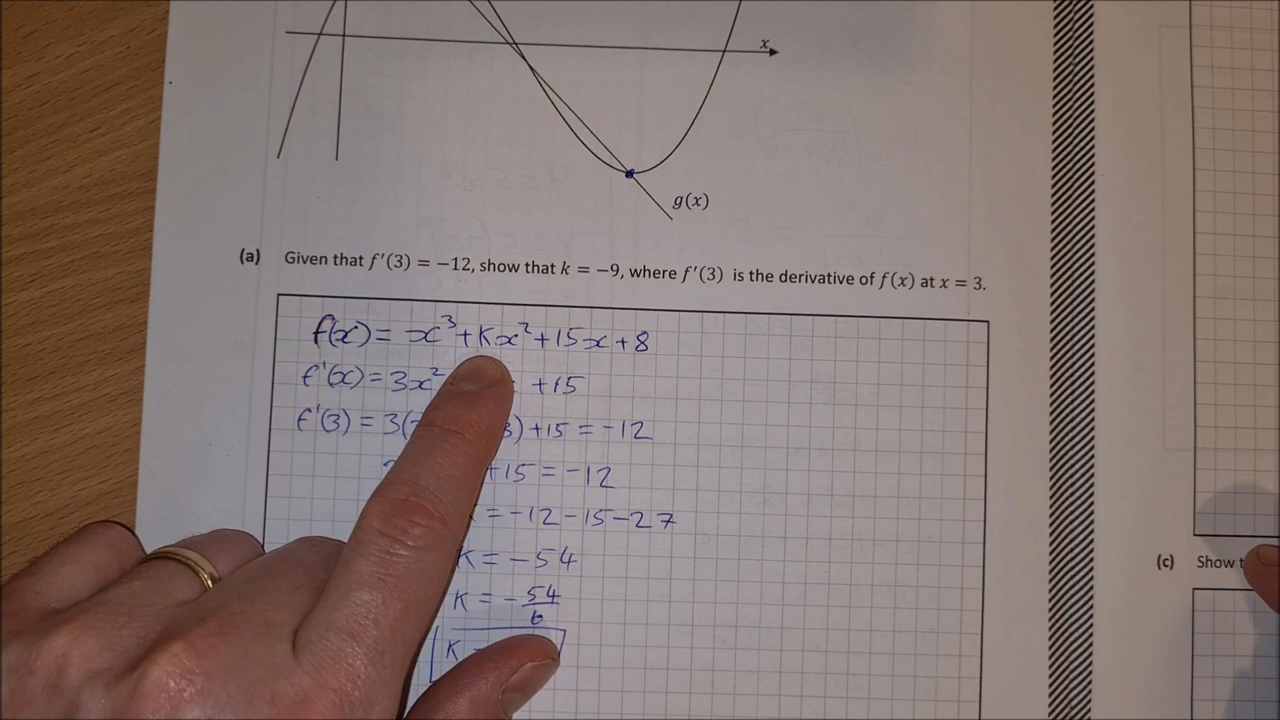 x
g(x)
(a) Given that f'(3) = −12, show that k = −9, where f'(3) is the derivative of f(x) at x = 3.
f(x) = x³ + Kx² + 15x + 8
f'(x) = 3x² +15
f'(3) = 3( 3) +15 = -12
+15 = -12
= -12 -15 -27
K = -54
K = -54/6
K
(c) Show